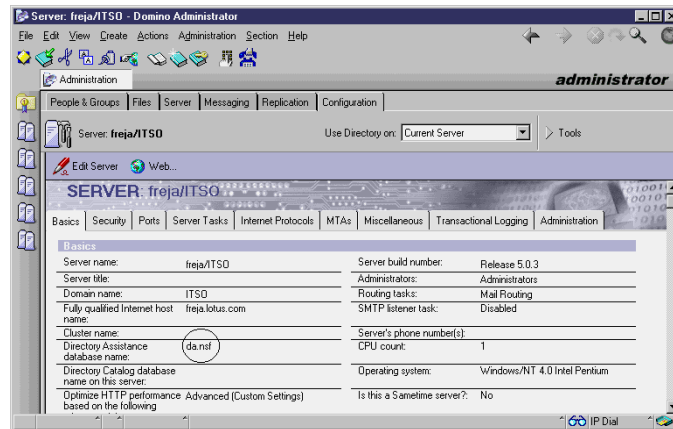 Server: freja/ITSO - Domino Administrator
File Edit View Create Actions Administration Section Help
Administration
administrator
People & Groups Files Server Messaging Replication Configuration
Server: freja/ITSO Use Directory on: Current Server Tools
Edit Server Web...
SERVER: freja/ITSO
Basics Security Ports Server Tasks Internet Protocols MTAs Miscellaneous Transactional Logging Administration
Basics
Server name: freja/ITSO Server build number: Release 5.0.3
Server title: Administrators: Administrators
Domain name: ITSO Routing tasks: Mail Routing
Fully qualified Internet host freja.lotus.com SMTP listener task: Disabled
name:
Cluster name: Server's phone number(s):
Directory Assistance da.nsf CPU count: 1
database name:
Directory Catalog database Operating system: Windows/NT 4.0 Intel Pentium
name on this server:
Optimize HTTP performance Advanced (Custom Settings) Is this a Sametime server?: No
based on the following
IP Dial